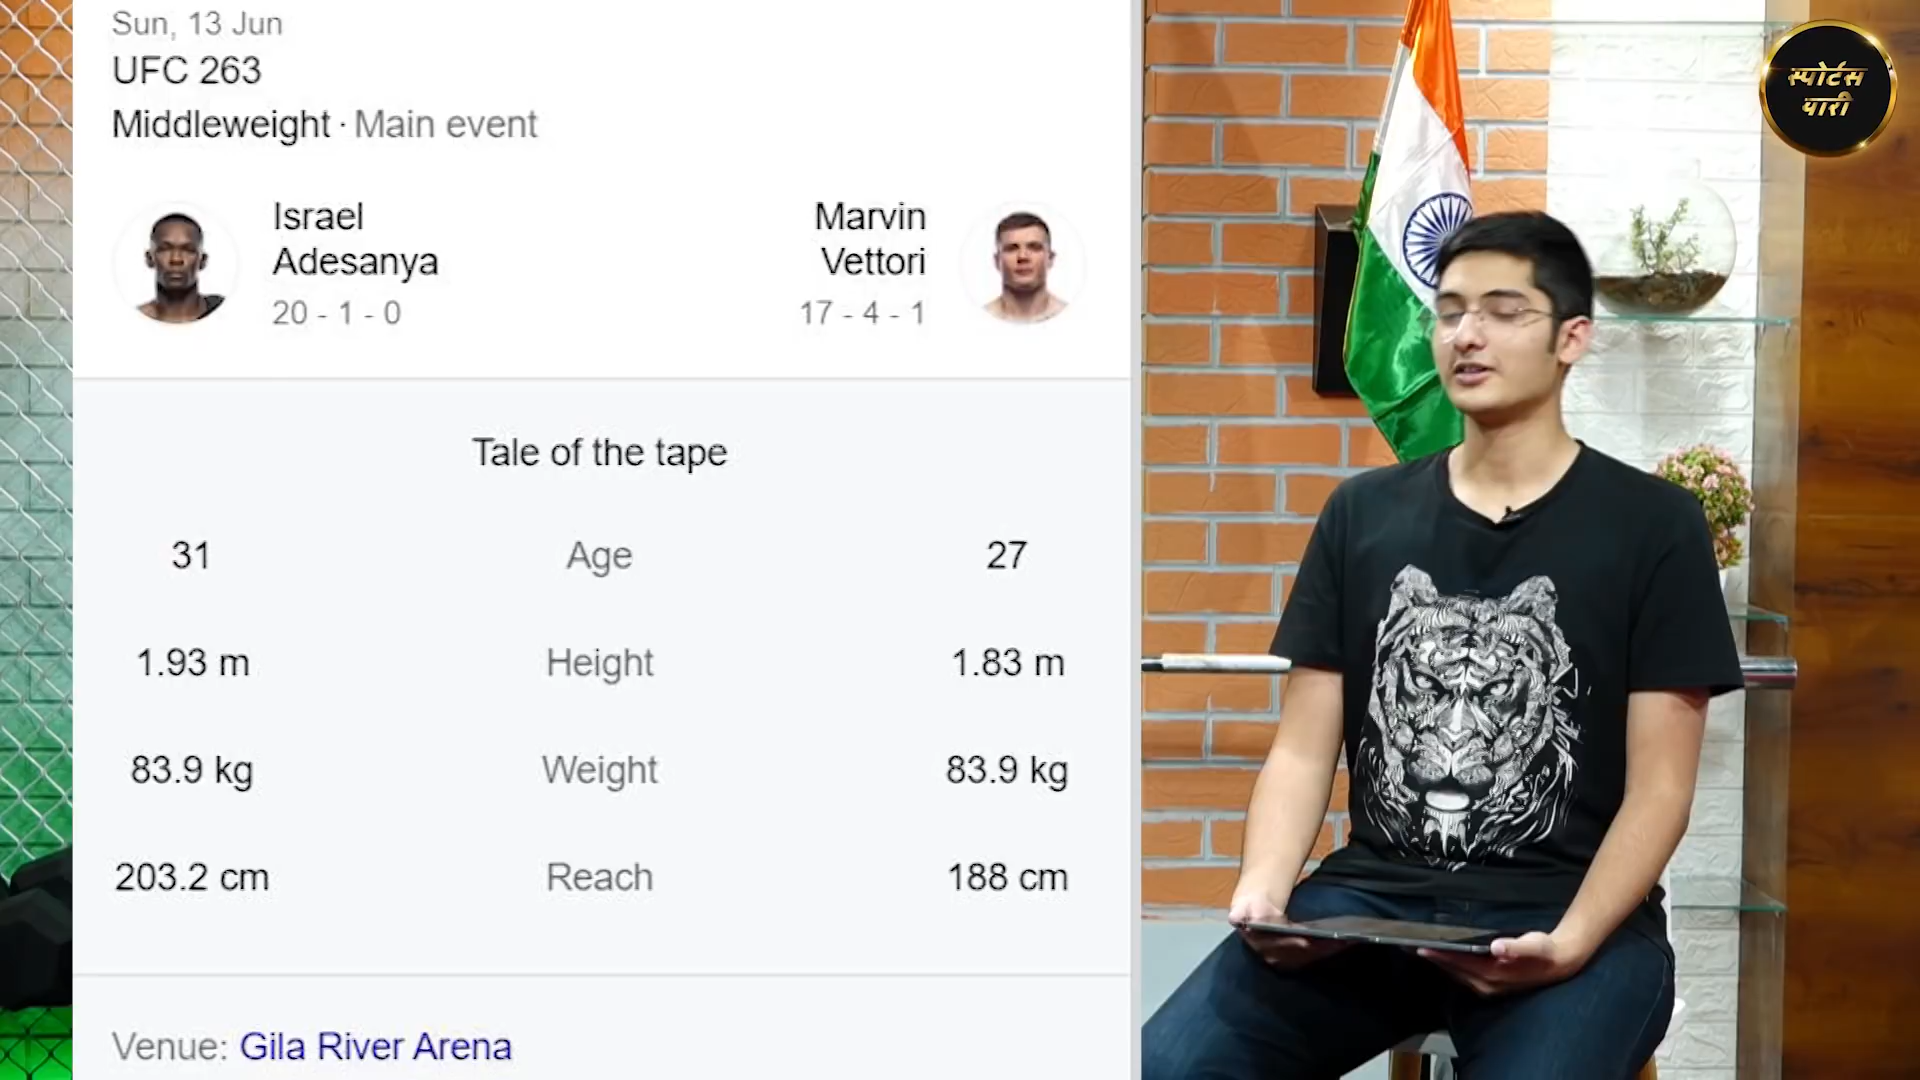 Sun, 13 Jun
UFC 263
Middleweight · Main event
Israel
Adesanya
20 - 1 - 0
Marvin
Vettori
17 - 4 - 1
Tale of the tape
31 Age 27
1.93 m Height 1.83 m
83.9 kg Weight 83.9 kg
203.2 cm Reach 188 cm
Venue: Gila River Arena
स्पोर्टस
यारी